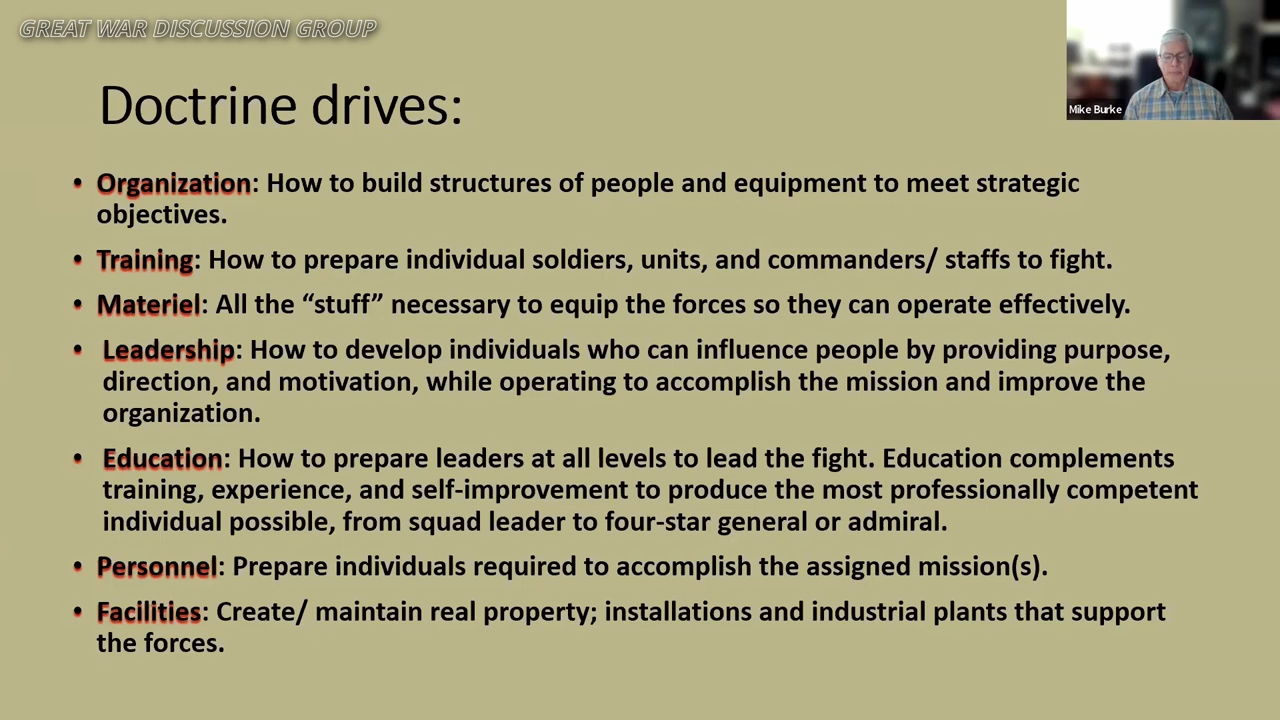 GREAT WAR DISCUSSION GROUP
Mike Burke
Doctrine drives:
• Organization: How to build structures of people and equipment to meet strategic
objectives.
• Training: How to prepare individual soldiers, units, and commanders/ staffs to fight.
• Materiel: All the “stuff” necessary to equip the forces so they can operate effectively.
• Leadership: How to develop individuals who can influence people by providing purpose,
direction, and motivation, while operating to accomplish the mission and improve the
organization.
• Education: How to prepare leaders at all levels to lead the fight. Education complements
training, experience, and self-improvement to produce the most professionally competent
individual possible, from squad leader to four-star general or admiral.
• Personnel: Prepare individuals required to accomplish the assigned mission(s).
• Facilities: Create/ maintain real property; installations and industrial plants that support
the forces.